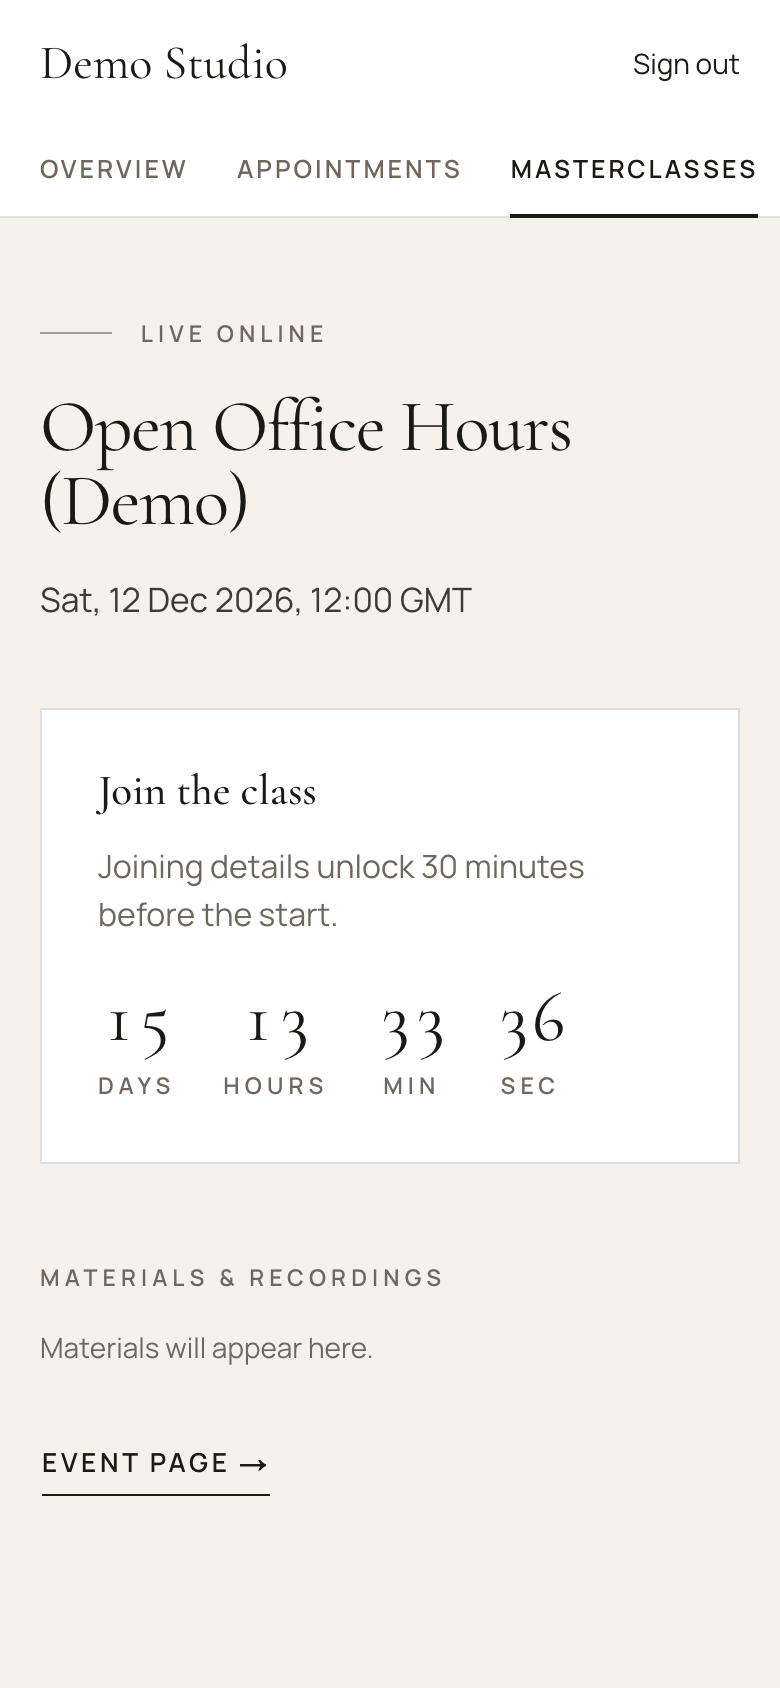 Demo Studio
Sign out
OVERVIEW APPOINTMENTS MASTERCLASSES
LIVE ONLINE
Open Office Hours
(Demo)
Sat, 12 Dec 2026, 12:00 GMT
Join the class
Joining details unlock 30 minutes
before the start.
15 13 33 36
DAYS HOURS MIN SEC
MATERIALS & RECORDINGS
Materials will appear here.
EVENT PAGE →